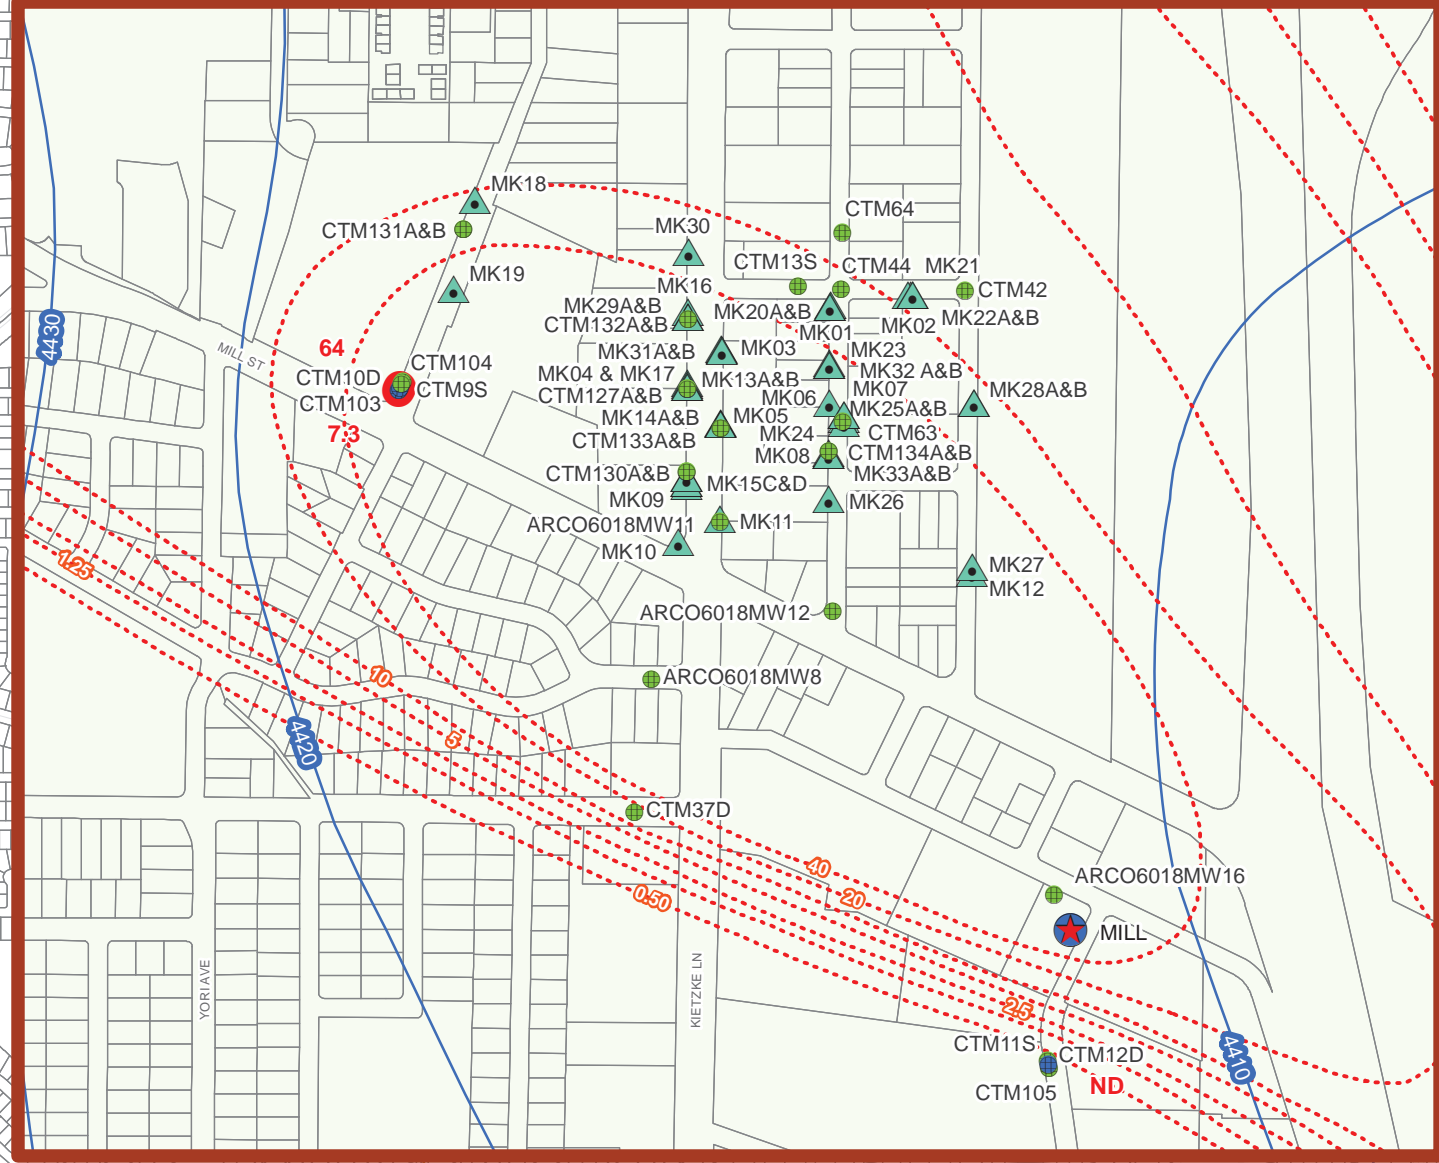 MK18
CTM64
CTM131A&B
MK30
CTM13S
CTM44
MK21
MK19
MK16
CTM42
MK29A&B
MK20A&B
MK22A&B
CTM132A&B
MK01
MK02
4430
64
MILL ST
MK31A&B
MK03
MK23
CTM104
MK04 & MK17
MK13A&B
MK32 A&B
CTM10D
CTM9S
CTM127A&B
MK06
MK07
MK28A&B
CTM103
MK14A&B
MK05
MK25A&B
7.3
CTM133A&B
MK24
CTM63
MK08
CTM134A&B
CTM130A&B
MK15C&D
MK33A&B
MK09
MK26
ARCO6018MW11
MK11
MK10
1.25
MK27
MK12
ARCO6018MW12
10
ARCO6018MW8
4420
5
CTM37D
40
20
0.50
ARCO6018MW16
MILL
YORI AVE
KIETZKE LN
2.5
CTM11S
CTM12D
4410
ND
CTM105